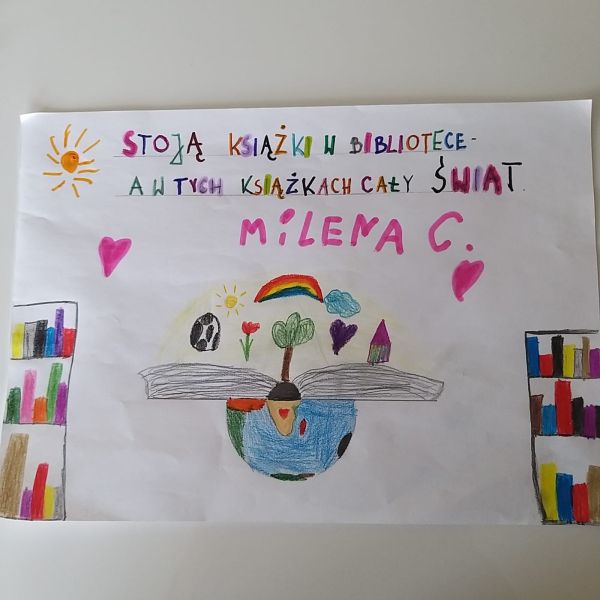 STOJĄ KSIĄŻKI W BIBLIOTECE-
A W TYCH KSIĄŻKACH CAŁY ŚWIAT.
MILENA C.